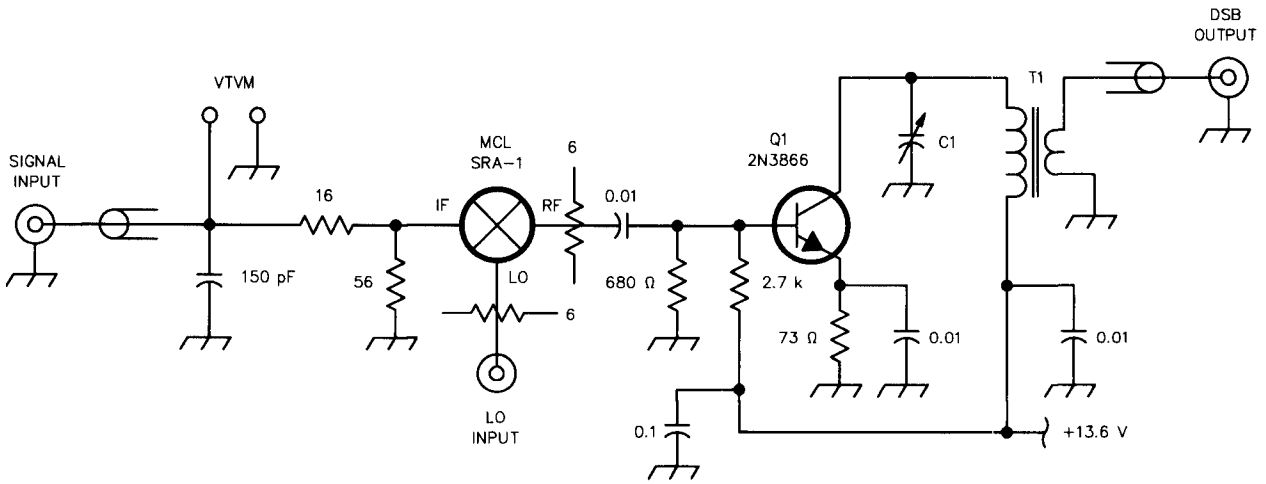 DSB
OUTPUT
VTVM
T1
MCL
SRA-1
6
Q1
2N3866
C1
SIGNAL
INPUT
16
IF
RF
0.01
150 pF
56
LO
6
680 Ω
2.7 k
73 Ω
0.01
0.01
LO
INPUT
0.1
+13.6 V